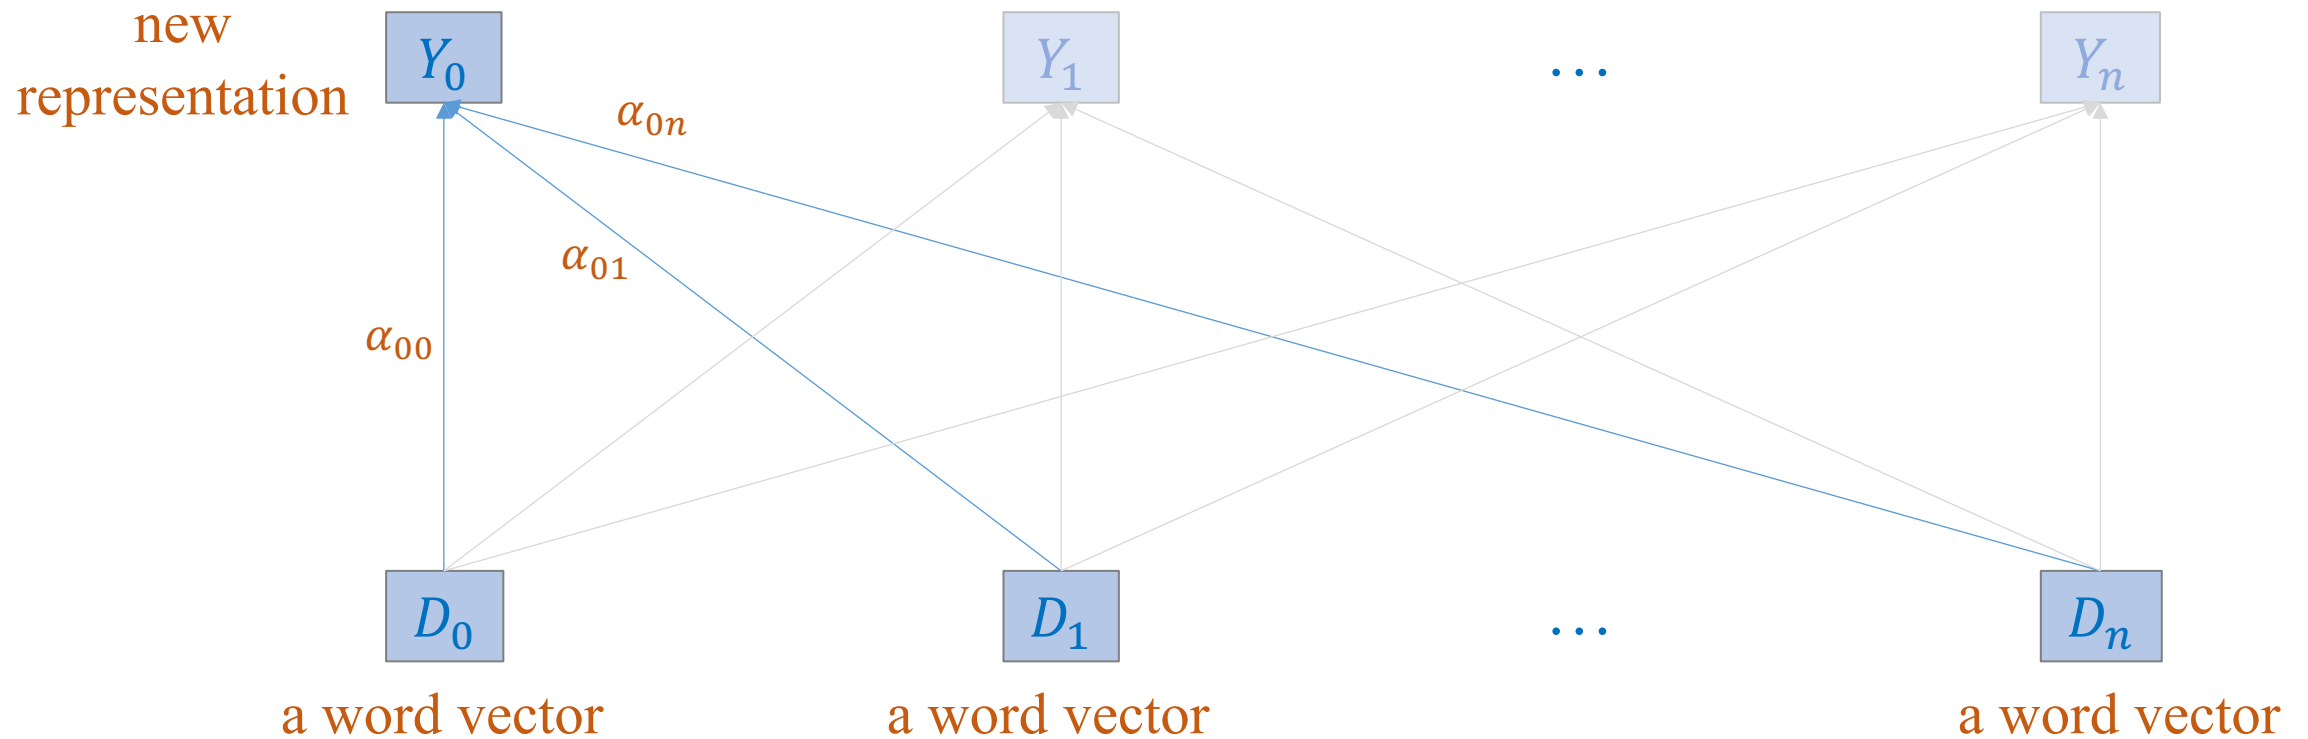 new
representation
Y₀
Y₁
…
Yₙ
α₀ₙ
α₀₁
α₀₀
D₀
D₁
…
Dₙ
a word vector
a word vector
a word vector